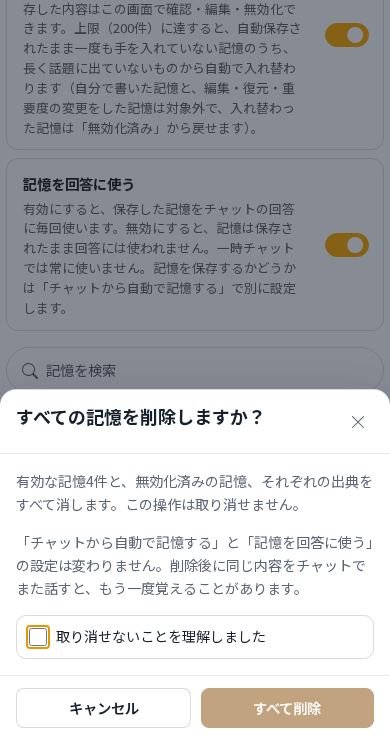 存した内容はこの画面で確認・編集・無効化で
きます。上限（200件）に達すると、自動保存さ
れたまま一度も手を入れていない記憶のうち、
長く話題に出ていないものから自動で入れ替わ
ります（自分で書いた記憶と、編集・復元・重
要度の変更をした記憶は対象外で、入れ替わっ
た記憶は「無効化済み」から戻せます）。
記憶を回答に使う
有効にすると、保存した記憶をチャットの回答
に毎回使います。無効にすると、記憶は保存さ
れたまま回答には使われません。一時チャット
では常に使いません。記憶を保存するかどうか
は「チャットから自動で記憶する」で別に設定
します。
記憶を検索
すべての記憶を削除しますか？
有効な記憶4件と、無効化済みの記憶、それぞれの出典を
すべて消します。この操作は取り消せません。
「チャットから自動で記憶する」と「記憶を回答に使う」
の設定は変わりません。削除後に同じ内容をチャットで
また話すと、もう一度覚えることがあります。
取り消せないことを理解しました
キャンセル
すべて削除